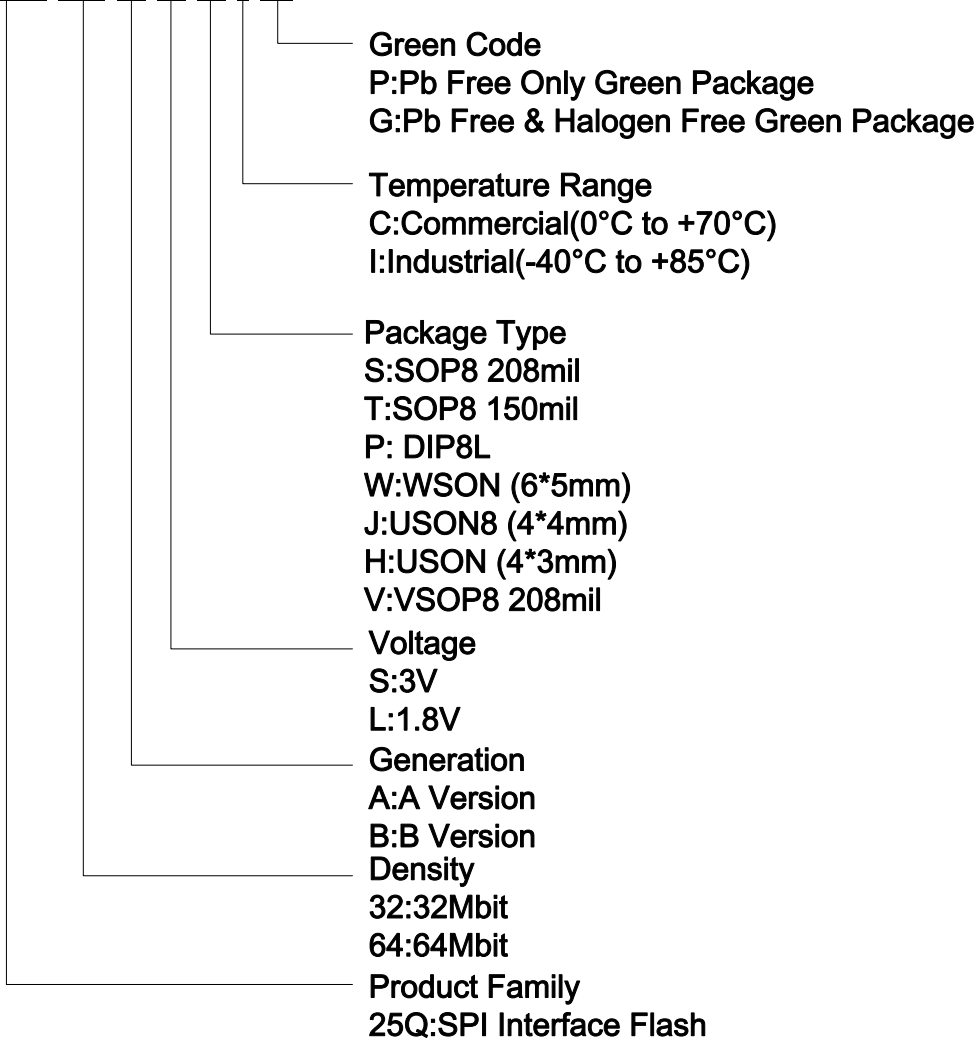 Green Code
P:Pb Free Only Green Package
G:Pb Free & Halogen Free Green Package
Temperature Range
C:Commercial(0°C to +70°C)
I:Industrial(-40°C to +85°C)
Package Type
S:SOP8 208mil
T:SOP8 150mil
P: DIP8L
W:WSON (6*5mm)
J:USON8 (4*4mm)
H:USON (4*3mm)
V:VSOP8 208mil
Voltage
S:3V
L:1.8V
Generation
A:A Version
B:B Version
Density
32:32Mbit
64:64Mbit
Product Family
25Q:SPI Interface Flash